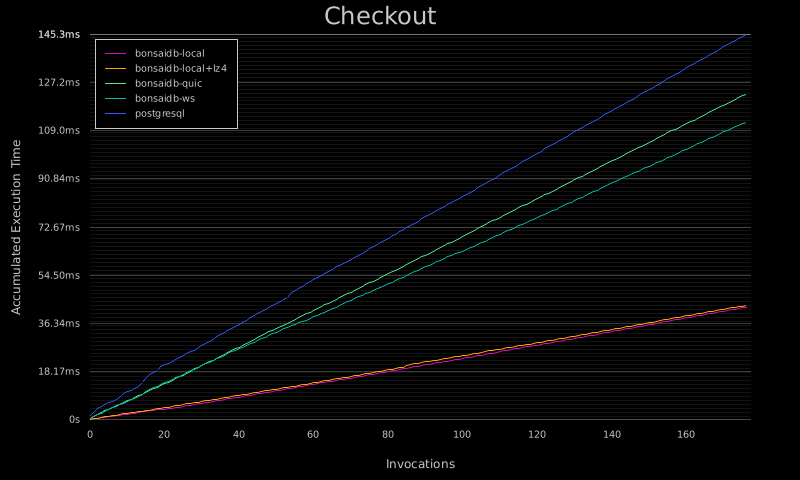 Checkout
145.3ms
127.2ms
109.0ms
90.84ms
72.67ms
54.50ms
36.34ms
18.17ms
0s
Accumulated Execution Time
bonsaidb-local
bonsaidb-local+lz4
bonsaidb-quic
bonsaidb-ws
postgresql
0 20 40 60 80 100 120 140 160
Invocations